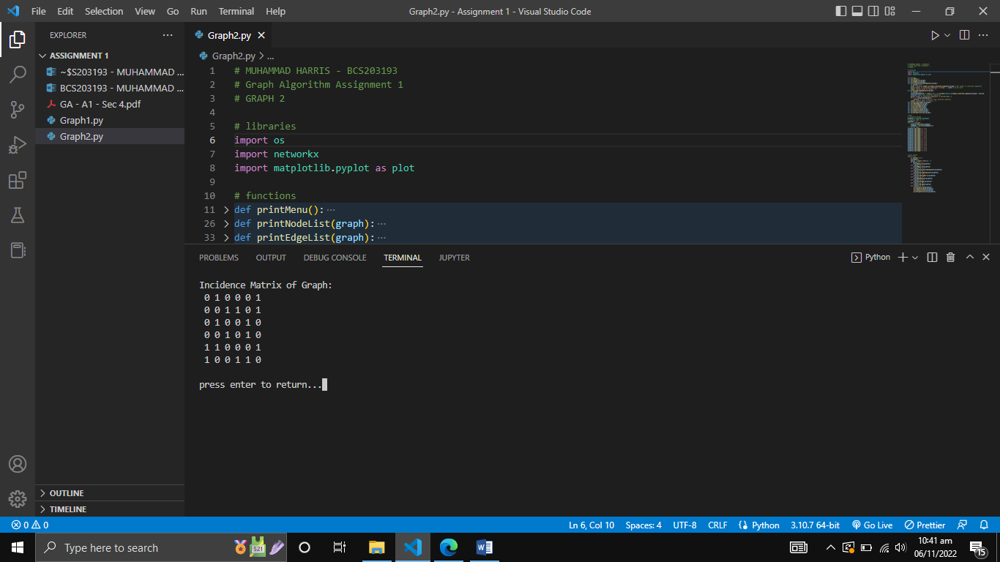 File Edit Selection View Go Run Terminal Help
Graph2.py - Assignment 1 - Visual Studio Code
EXPLORER
ASSIGNMENT 1
~$S203193 - MUHAMMAD ...
BCS203193 - MUHAMMAD ...
GA - A1 - Sec 4.pdf
Graph1.py
Graph2.py
OUTLINE
TIMELINE
Graph2.py
Graph2.py > ...
1 # MUHAMMAD HARRIS - BCS203193
2 # Graph Algorithm Assignment 1
3 # GRAPH 2
4
5 # libraries
6 import os
7 import networkx
8 import matplotlib.pyplot as plot
9
10 # functions
11 > def printMenu():...
26 > def printNodeList(graph):...
33 > def printEdgeList(graph):...
PROBLEMS OUTPUT DEBUG CONSOLE TERMINAL JUPYTER
Python
Incidence Matrix of Graph:
0 1 0 0 0 1
0 0 1 1 0 1
0 1 0 0 1 0
0 0 1 0 1 0
1 1 0 0 0 1
1 0 0 1 1 0
press enter to return...
0 0
Ln 6, Col 10 Spaces: 4 UTF-8 CRLF Python 3.10.7 64-bit Go Live Prettier
Type here to search
521
10:41 am
06/11/2022
15